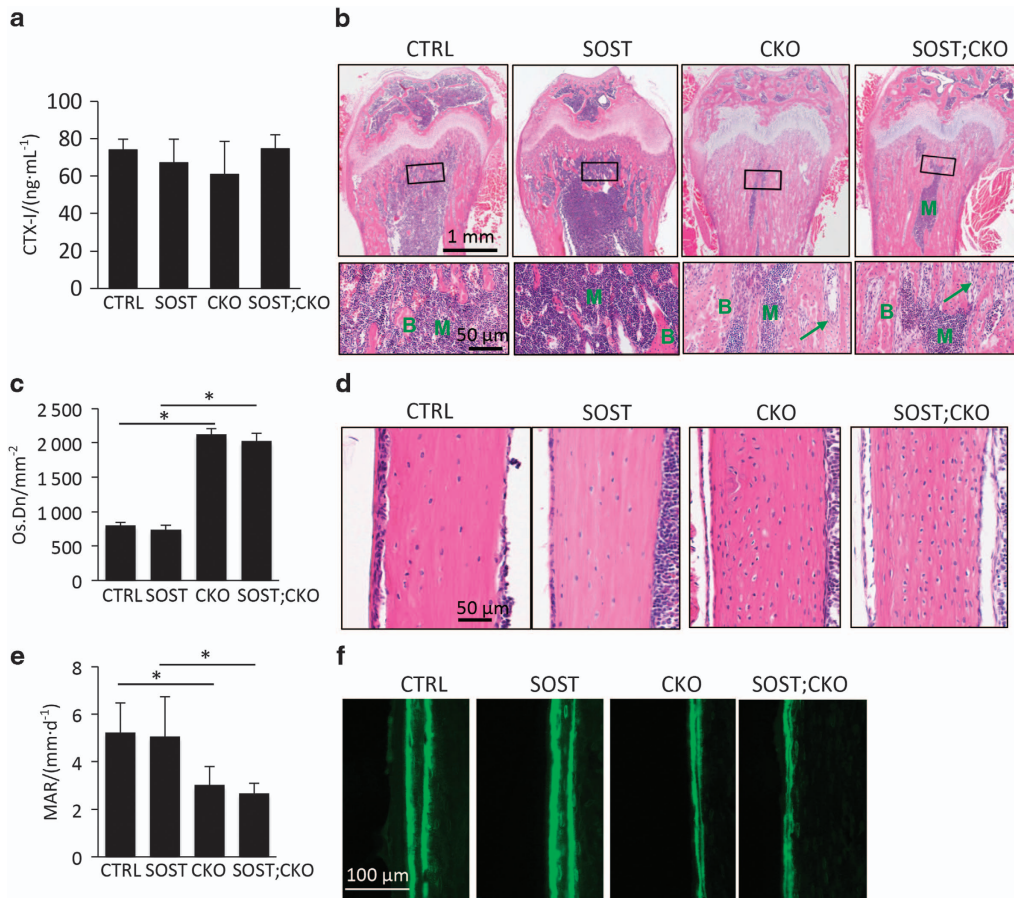 a
CTX-I/(ng·mL⁻¹)
100
80
60
40
20
0
CTRL SOST CKO SOST;CKO
b
CTRL SOST CKO SOST;CKO
1 mm
M
M
B M
50 µm
M
B
B M
B
M
c
Os.Dn/mm⁻²
2 500
2 000
1 500
1 000
500
0
*
*
CTRL SOST CKO SOST;CKO
d
CTRL SOST CKO SOST;CKO
50 µm
e
MAR/(mm·d⁻¹)
8
6
4
2
0
*
*
CTRL SOST CKO SOST;CKO
f
CTRL SOST CKO SOST;CKO
100 µm